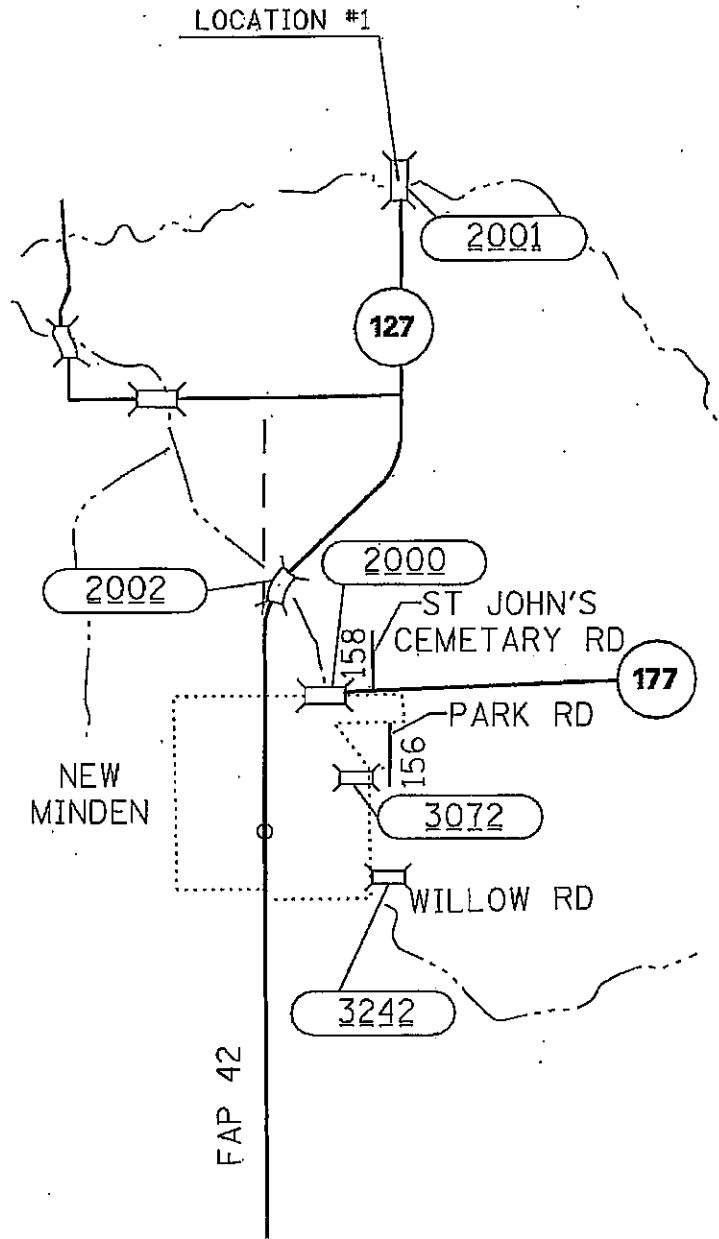 LOCATION #1
2001
127
2000
2002
ST JOHN'S
CEMETARY RD
158
177
PARK RD
156
NEW
MINDEN
3072
WILLOW RD
3242
FAP 42